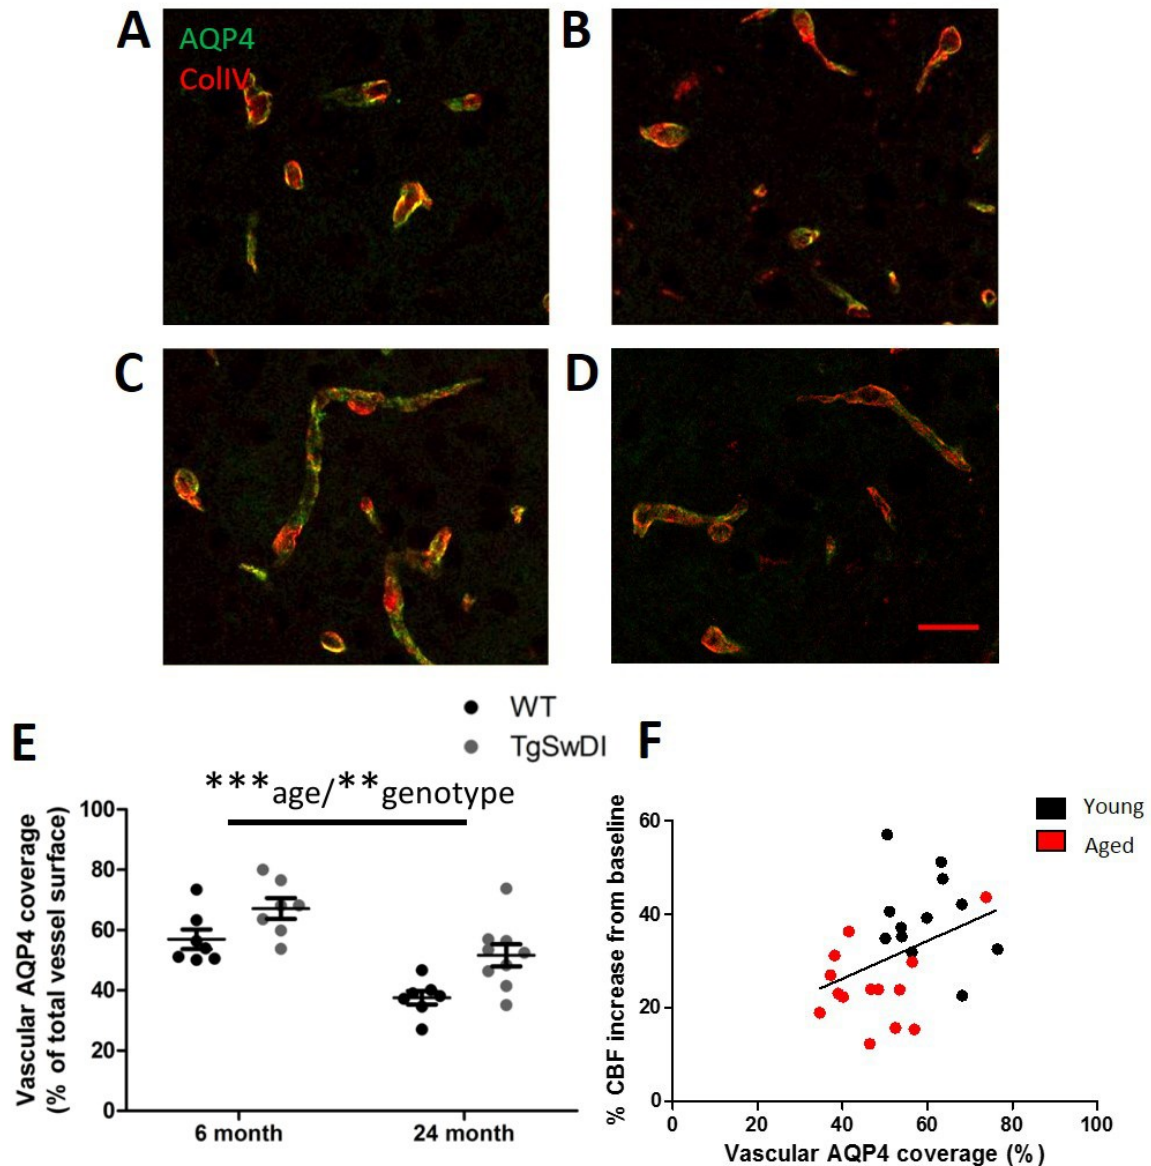 A
AQP4
ColIV
B
C
D
E
WT
TgSwDI
***age/**genotype
Vascular AQP4 coverage
(% of total vessel surface)
100
80
60
40
20
0
6 month
24 month
F
Young
Aged
% CBF increase from baseline
60
40
20
0
0 20 40 60 80 100
Vascular AQP4 coverage (%)